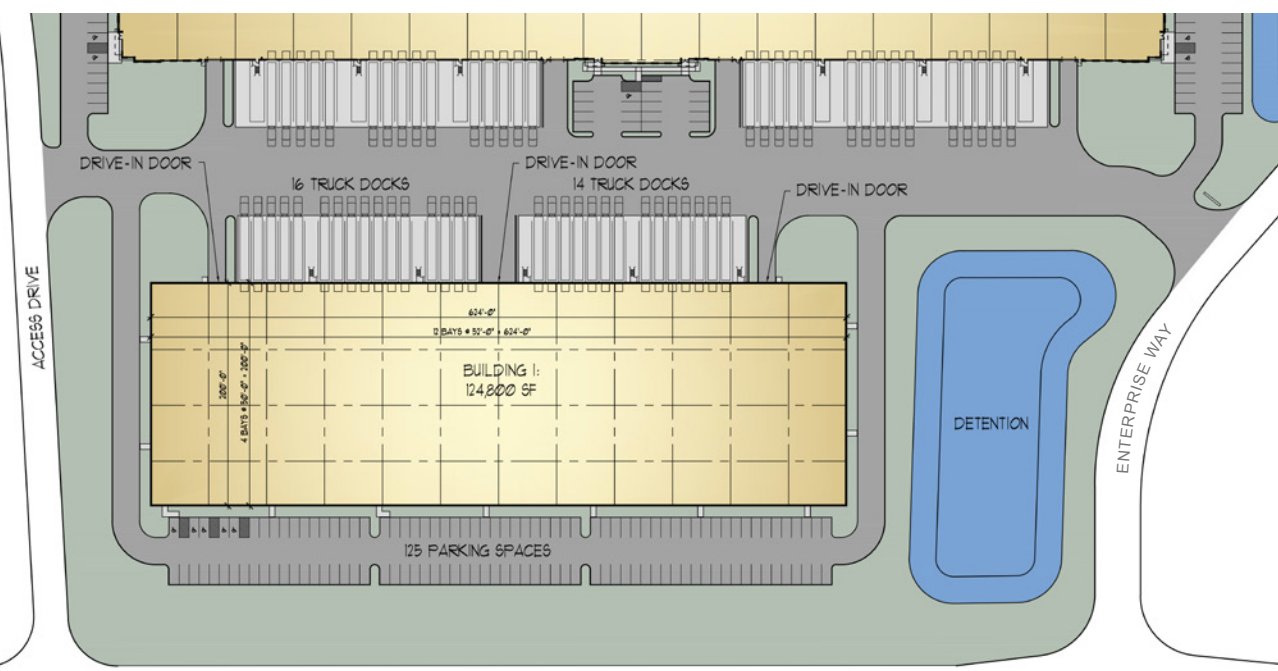 DRIVE-IN DOOR
DRIVE-IN DOOR
16 TRUCK DOCKS
14 TRUCK DOCKS
DRIVE-IN DOOR
ACCESS DRIVE
624'-0"
12 BAYS @ 52'-0" = 624'-0"
200'-0"
4 BAYS @ 50'-0" = 200'-0"
BUILDING 1:
124,800 SF
DETENTION
ENTERPRISE WAY
125 PARKING SPACES